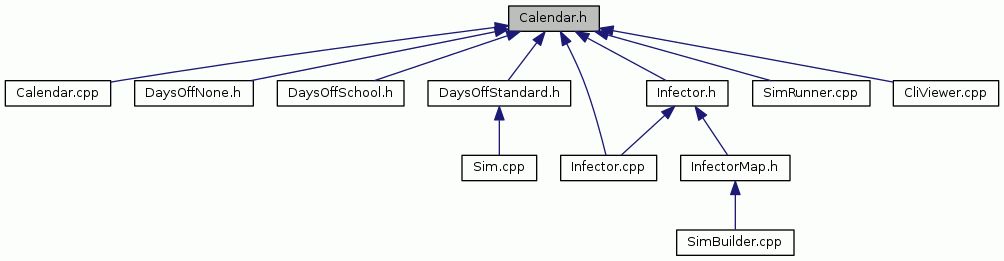 Calendar.h
Calendar.cpp
DaysOffNone.h
DaysOffSchool.h
DaysOffStandard.h
Infector.h
SimRunner.cpp
CliViewer.cpp
Sim.cpp
Infector.cpp
InfectorMap.h
SimBuilder.cpp